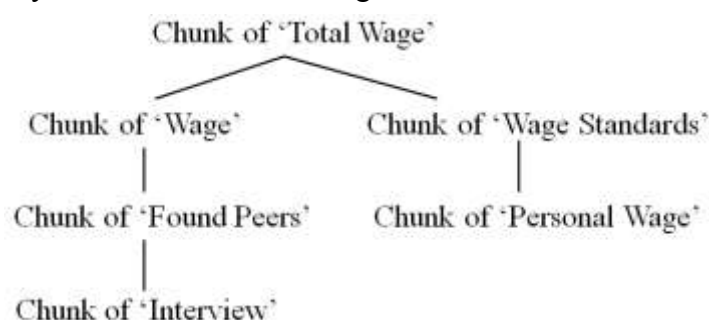 Chunk of ‘Total Wage’
Chunk of ‘Wage’ Chunk of ‘Wage Standards’
Chunk of ‘Found Peers’ Chunk of ‘Personal Wage’
Chunk of ‘Interview’